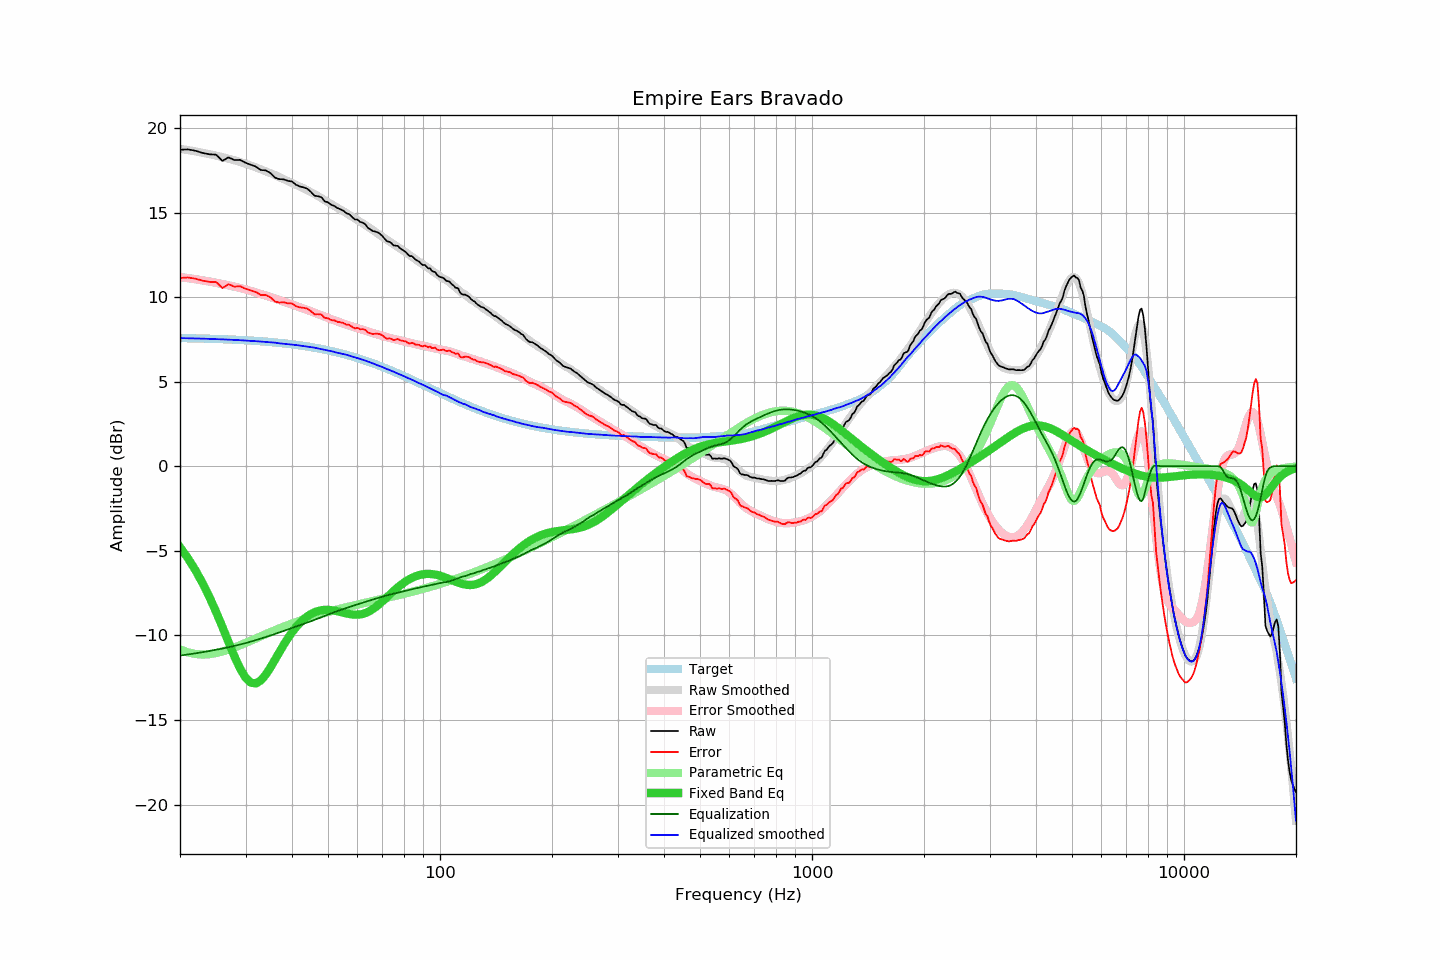 Empire Ears Bravado
20
15
10
5
0
−5
−10
−15
−20
Amplitude (dBr)
100
1000
10000
Frequency (Hz)
Target
Raw Smoothed
Error Smoothed
Raw
Error
Parametric Eq
Fixed Band Eq
Equalization
Equalized smoothed